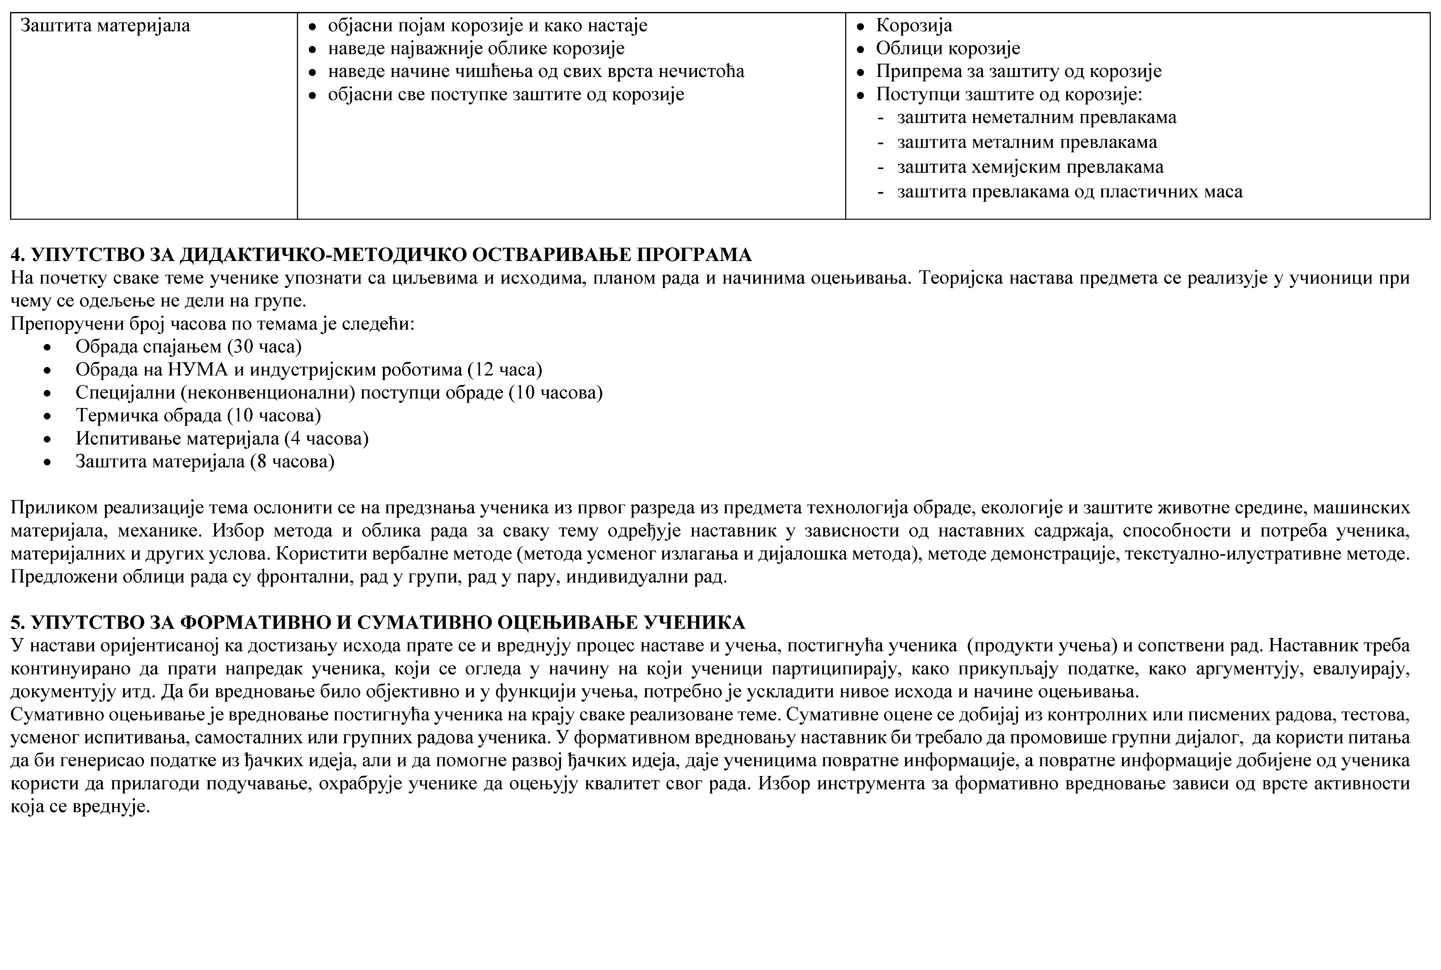 Заштита материјала
• објасни појам корозије и како настаје
• наведе најважније облике корозије
• наведе начине чишћења од свих врста нечистоћа
• објасни све поступке заштите од корозије
• Корозија
• Облици корозије
• Припрема за заштиту од корозије
• Поступци заштите од корозије:
- заштита неметалним превлакама
- заштита металним превлакама
- заштита хемијским превлакама
- заштита превлакама од пластичних маса
4. УПУТСТВО ЗА ДИДАКТИЧКО-МЕТОДИЧКО ОСТВАРИВАЊЕ ПРОГРАМА
На почетку сваке теме ученике упознати са циљевима и исходима, планом рада и начинима оцењивања. Теоријска настава предмета се реализује у учионици при
чему се одељење не дели на групе.
Препоручени број часова по темама је следећи:
• Обрада спајањем (30 часа)
• Обрада на НУМА и индустријским роботима (12 часа)
• Специјални (неконвенционални) поступци обраде (10 часова)
• Термичка обрада (10 часова)
• Испитивање материјала (4 часова)
• Заштита материјала (8 часова)
Приликом реализације тема ослонити се на предзнања ученика из првог разреда из предмета технологија обраде, екологије и заштите животне средине, машинских
материјала, механике. Избор метода и облика рада за сваку тему одређује наставник у зависности од наставних садржаја, способности и потреба ученика,
материјалних и других услова. Користити вербалне методе (метода усменог излагања и дијалошка метода), методе демонстрације, текстуално-илустративне методе.
Предложени облици рада су фронтални, рад у групи, рад у пару, индивидуални рад.
5. УПУТСТВО ЗА ФОРМАТИВНО И СУМАТИВНО ОЦЕЊИВАЊЕ УЧЕНИКА
У настави оријентисаној ка достизању исхода прате се и вреднују процес наставе и учења, постигнућа ученика (продукти учења) и сопствени рад. Наставник треба
континуирано да прати напредак ученика, који се огледа у начину на који ученици партиципирају, како прикупљају податке, како аргументују, евалуирају,
документују итд. Да би вредновање било објективно и у функцији учења, потребно је ускладити нивое исхода и начине оцењивања.
Сумативно оцењивање је вредновање постигнућа ученика на крају сваке реализоване теме. Сумативне оцене се добијај из контролних или писмених радова, тестова,
усменог испитивања, самосталних или групних радова ученика. У формативном вредновању наставник би требало да промовише групни дијалог, да користи питања
да би генерисао податке из ђачких идеја, али и да помогне развој ђачких идеја, даје ученицима повратне информације, а повратне информације добијене од ученика
користи да прилагоди подучавање, охрабрује ученике да оцењују квалитет свог рада. Избор инструмента за формативно вредновање зависи од врсте активности
која се вреднује.